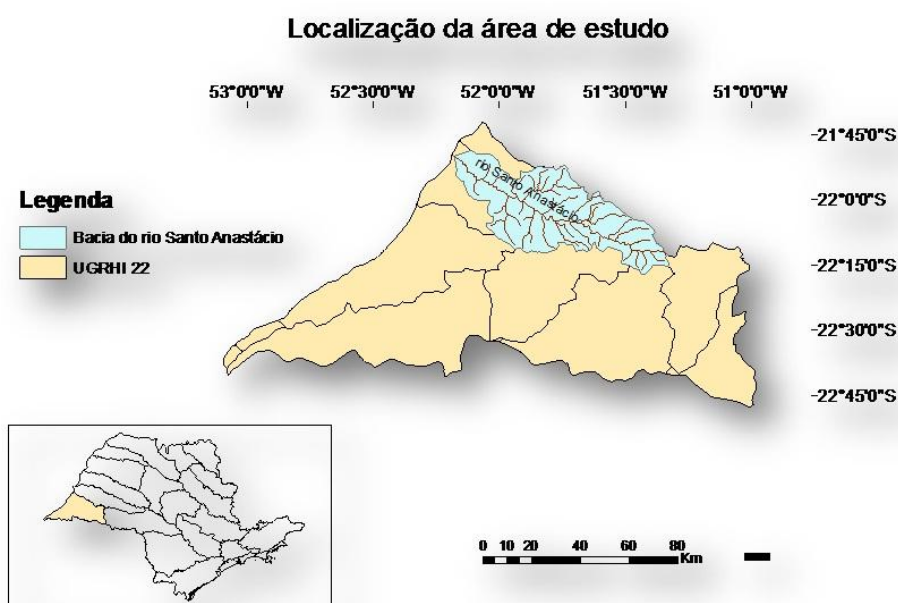 Localização da área de estudo
53°0'0"W 52°30'0"W 52°0'0"W 51°30'0"W 51°0'0"W
-21°45'0"S
rio Santo Anastácio
-22°0'0"S
Legenda
Bacia do rio Santo Anastácio
UGRHI 22
-22°15'0"S
-22°30'0"S
-22°45'0"S
0 10 20 40 60 80
Km